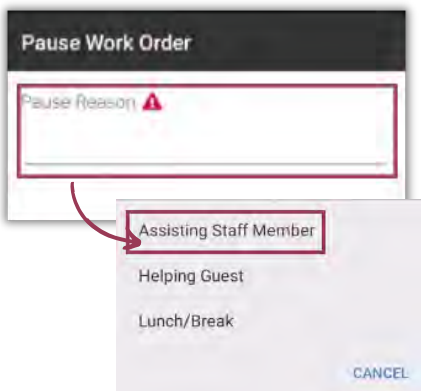 Pause Work Order
Pause Reason
Assisting Staff Member
Helping Guest
Lunch/Break
CANCEL